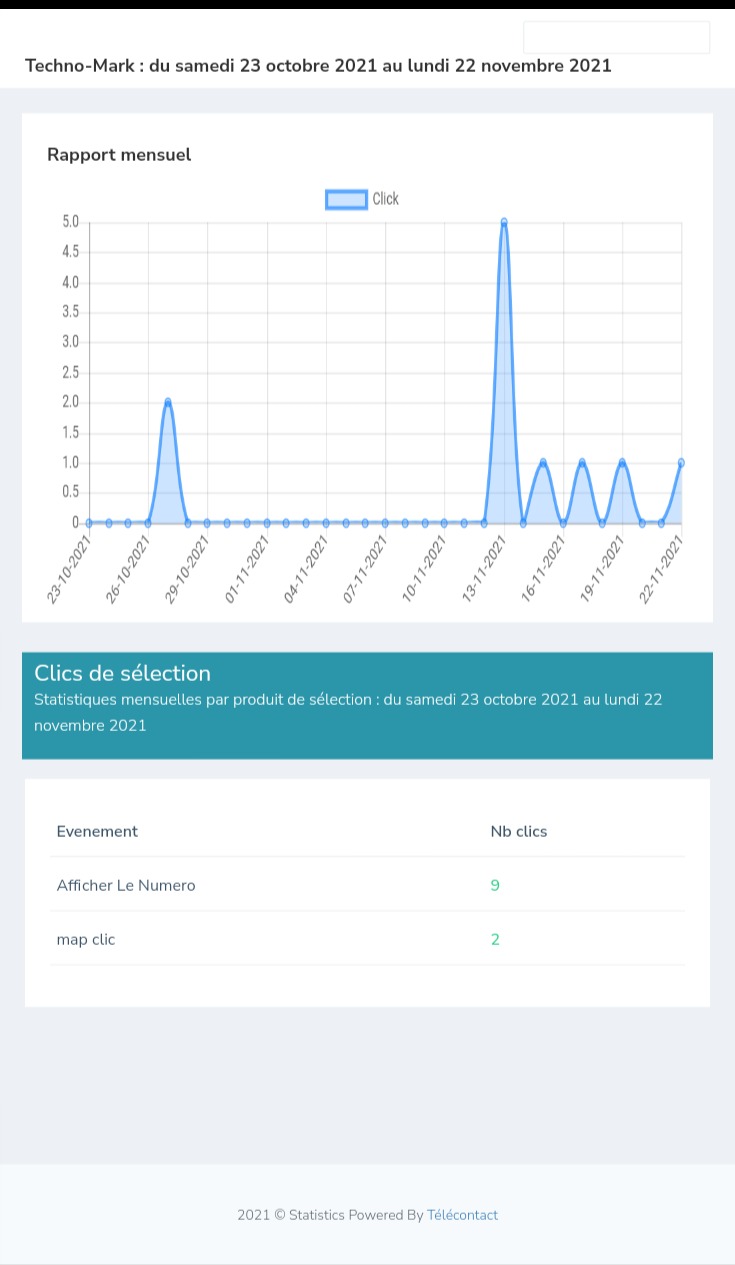 Techno-Mark : du samedi 23 octobre 2021 au lundi 22 novembre 2021
Rapport mensuel
Click
5.0
4.5
4.0
3.5
3.0
2.5
2.0
1.5
1.0
0.5
0
23-10-2021
26-10-2021
29-10-2021
01-11-2021
04-11-2021
07-11-2021
10-11-2021
13-11-2021
16-11-2021
19-11-2021
22-11-2021
Clics de sélection
Statistiques mensuelles par produit de sélection : du samedi 23 octobre 2021 au lundi 22
novembre 2021
Evenement Nb clics
Afficher Le Numero 9
map clic 2
2021 © Statistics Powered By Télécontact